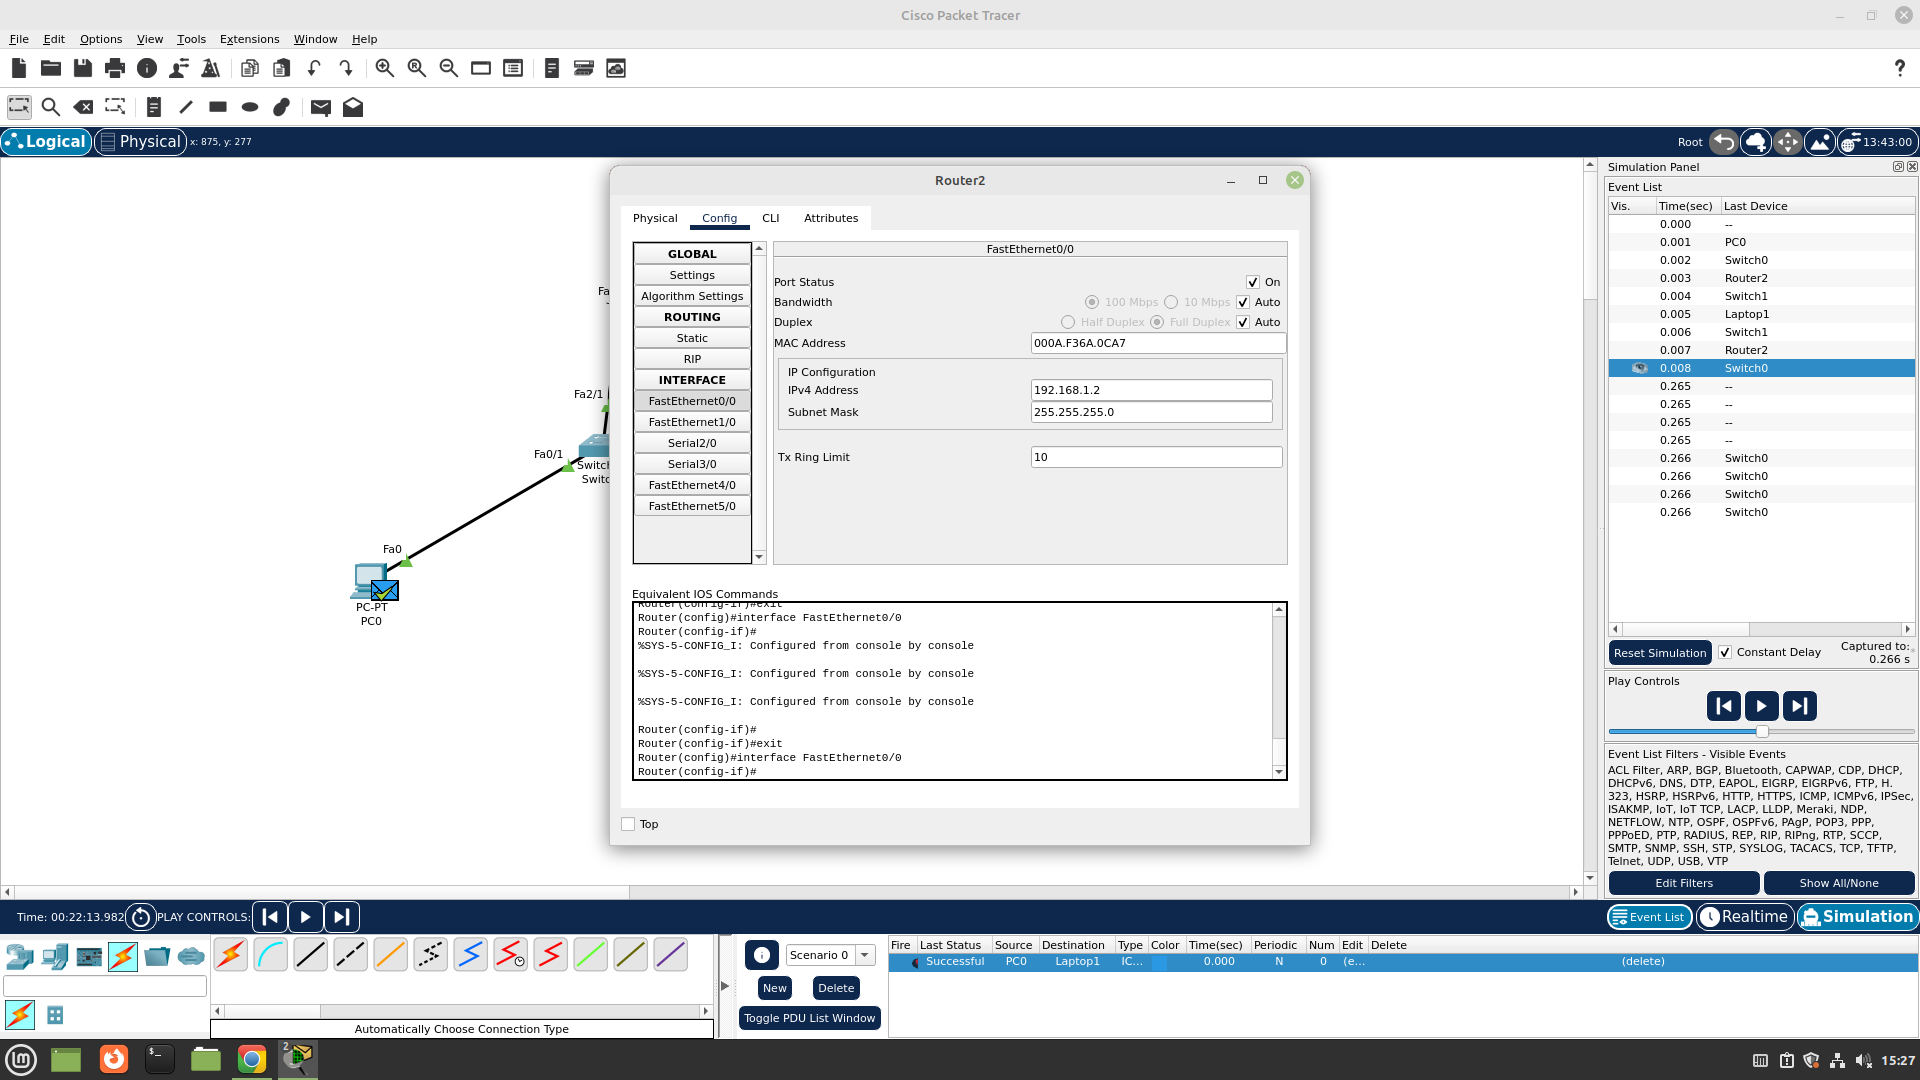 Cisco Packet Tracer
File Edit Options View Tools Extensions Window Help
Logical Physical x: 875, y: 277
Root 13:43:00
Fa
Fa2/1
Fa0/1
Switch
Switc
Fa0
PC-PT
PC0
Router2
Physical Config CLI Attributes
GLOBAL
Settings
Algorithm Settings
ROUTING
Static
RIP
INTERFACE
FastEthernet0/0
FastEthernet1/0
Serial2/0
Serial3/0
FastEthernet4/0
FastEthernet5/0
FastEthernet0/0
Port Status On
Bandwidth 100 Mbps 10 Mbps Auto
Duplex Half Duplex Full Duplex Auto
MAC Address 000A.F36A.0CA7
IP Configuration
IPv4 Address 192.168.1.2
Subnet Mask 255.255.255.0
Tx Ring Limit 10
Equivalent IOS Commands
Router(config-if)#exit
Router(config)#interface FastEthernet0/0
Router(config-if)#
%SYS-5-CONFIG_I: Configured from console by console
%SYS-5-CONFIG_I: Configured from console by console
%SYS-5-CONFIG_I: Configured from console by console
Router(config-if)#
Router(config-if)#exit
Router(config)#interface FastEthernet0/0
Router(config-if)#
Top
Simulation Panel
Event List
Vis. Time(sec) Last Device
0.000 --
0.001 PC0
0.002 Switch0
0.003 Router2
0.004 Switch1
0.005 Laptop1
0.006 Switch1
0.007 Router2
0.008 Switch0
0.265 --
0.265 --
0.265 --
0.265 --
0.266 Switch0
0.266 Switch0
0.266 Switch0
0.266 Switch0
Reset Simulation Constant Delay Captured to:
0.266 s
Play Controls
Event List Filters - Visible Events
ACL Filter, ARP, BGP, Bluetooth, CAPWAP, CDP, DHCP,
DHCPv6, DNS, DTP, EAPOL, EIGRP, EIGRPv6, FTP, H.
323, HSRP, HSRPv6, HTTP, HTTPS, ICMP, ICMPv6, IPSec,
ISAKMP, IoT, IoT TCP, LACP, LLDP, Meraki, NDP,
NETFLOW, NTP, OSPF, OSPFv6, PAgP, POP3, PPP,
PPPoED, PTP, RADIUS, REP, RIP, RIPng, RTP, SCCP,
SMTP, SNMP, SSH, STP, SYSLOG, TACACS, TCP, TFTP,
Telnet, UDP, USB, VTP
Edit Filters Show All/None
Time: 00:22:13.982 PLAY CONTROLS:
Event List Realtime Simulation
Automatically Choose Connection Type
Scenario 0
New Delete
Toggle PDU List Window
Fire Last Status Source Destination Type Color Time(sec) Periodic Num Edit Delete
Successful PC0 Laptop1 IC... 0.000 N 0 (e... (delete)
2
15:27